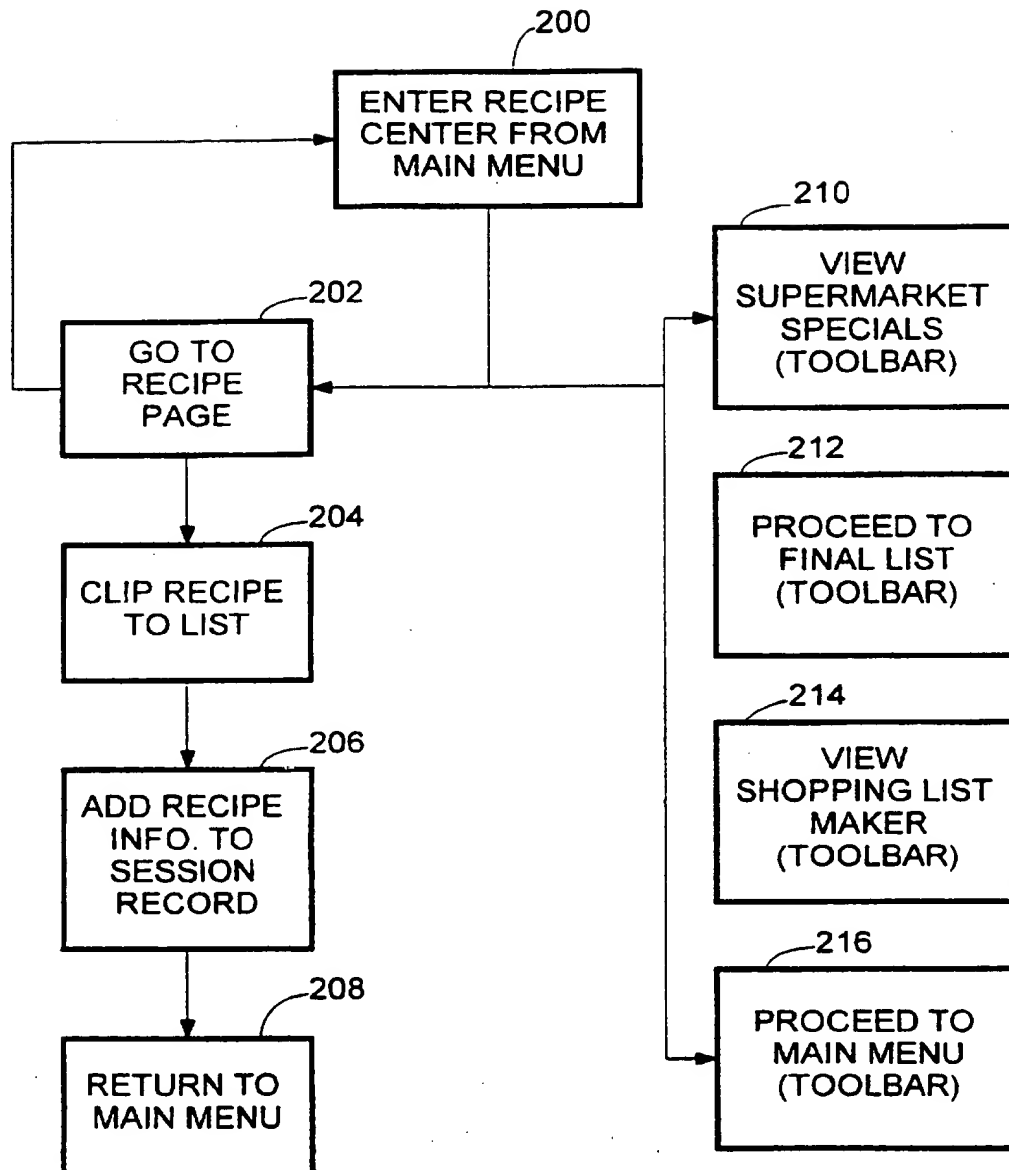 200
ENTER RECIPE
CENTER FROM
MAIN MENU
202
GO TO
RECIPE
PAGE
204
CLIP RECIPE
TO LIST
206
ADD RECIPE
INFO. TO
SESSION
RECORD
208
RETURN TO
MAIN MENU
210
VIEW
SUPERMARKET
SPECIALS
(TOOLBAR)
212
PROCEED TO
FINAL LIST
(TOOLBAR)
214
VIEW
SHOPPING LIST
MAKER
(TOOLBAR)
216
PROCEED TO
MAIN MENU
(TOOLBAR)